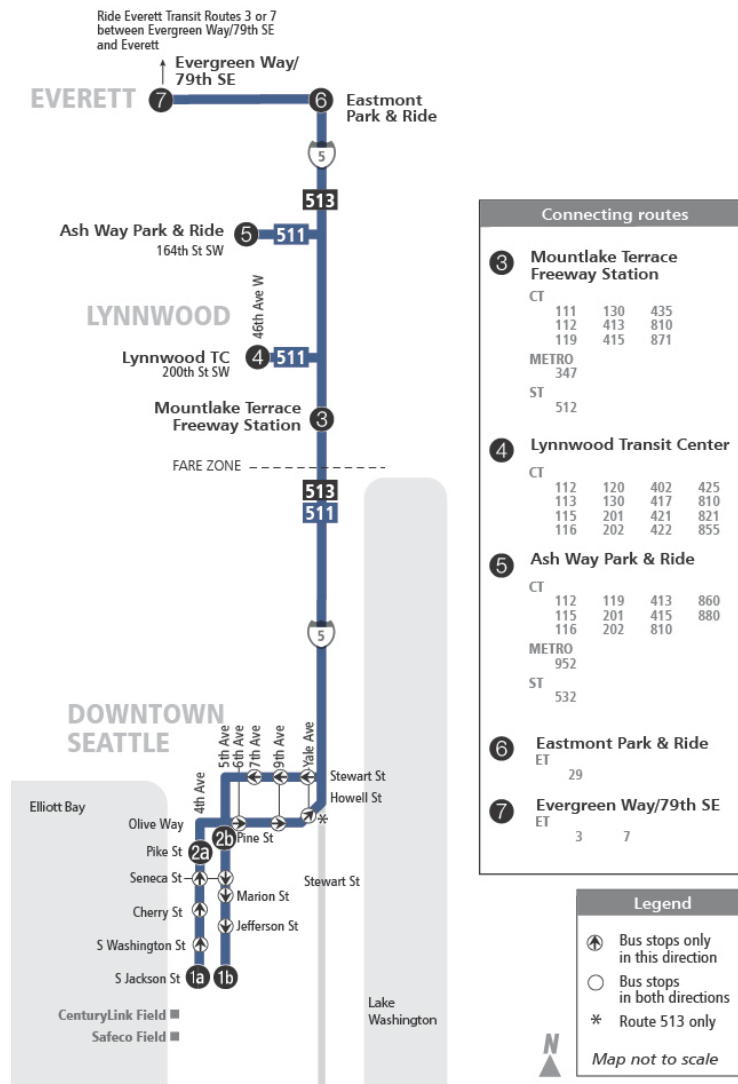 Ride Everett Transit Routes 3 or 7
between Evergreen Way/79th SE
and Everett
Evergreen Way/
79th SE
EVERETT
7
6
Eastmont
Park & Ride
5
513
Ash Way Park & Ride
164th St SW
5
511
LYNNWOOD
46th Ave W
Lynnwood TC
200th St SW
4
511
Mountlake Terrace
Freeway Station
3
FARE ZONE
513
511
5
DOWNTOWN
SEATTLE
4th Ave
5th Ave
6th Ave
7th Ave
9th Ave
Yale Ave
Stewart St
Howell St
*
Elliott Bay
Olive Way
2b
Pine St
Pike St
2a
Seneca St
Stewart St
Marion St
Cherry St
Jefferson St
S Washington St
S Jackson St
1a
1b
CenturyLink Field
Safeco Field
Lake
Washington
Connecting routes
3 Mountlake Terrace
Freeway Station
CT
111 130 435
112 413 810
119 415 871
METRO
347
ST
512
4 Lynnwood Transit Center
CT
112 120 402 425
113 130 417 810
115 201 421 821
116 202 422 855
5 Ash Way Park & Ride
CT
112 119 413 860
115 201 415 880
116 202 810
METRO
952
ST
532
6 Eastmont Park & Ride
ET
29
7 Evergreen Way/79th SE
ET
3 7
Legend
Bus stops only
in this direction
Bus stops
in both directions
* Route 513 only
N
Map not to scale